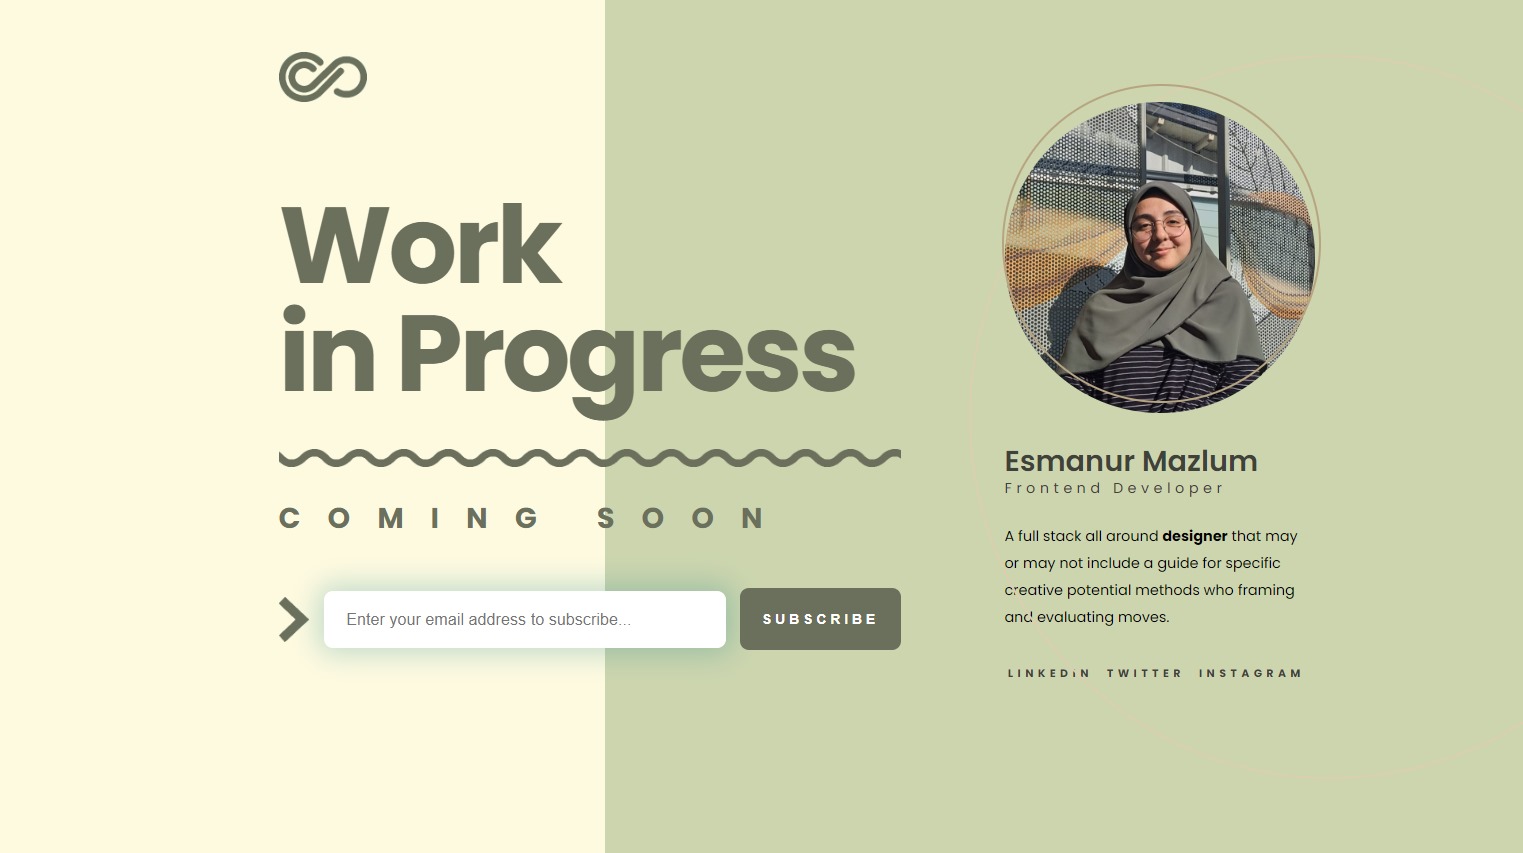 Work
in Progress
COMING SOON
Enter your email address to subscribe...
SUBSCRIBE
Esmanur Mazlum
Frontend Developer
A full stack all around designer that may
or may not include a guide for specific
creative potential methods who framing
and evaluating moves.
LINKEDIN TWITTER INSTAGRAM